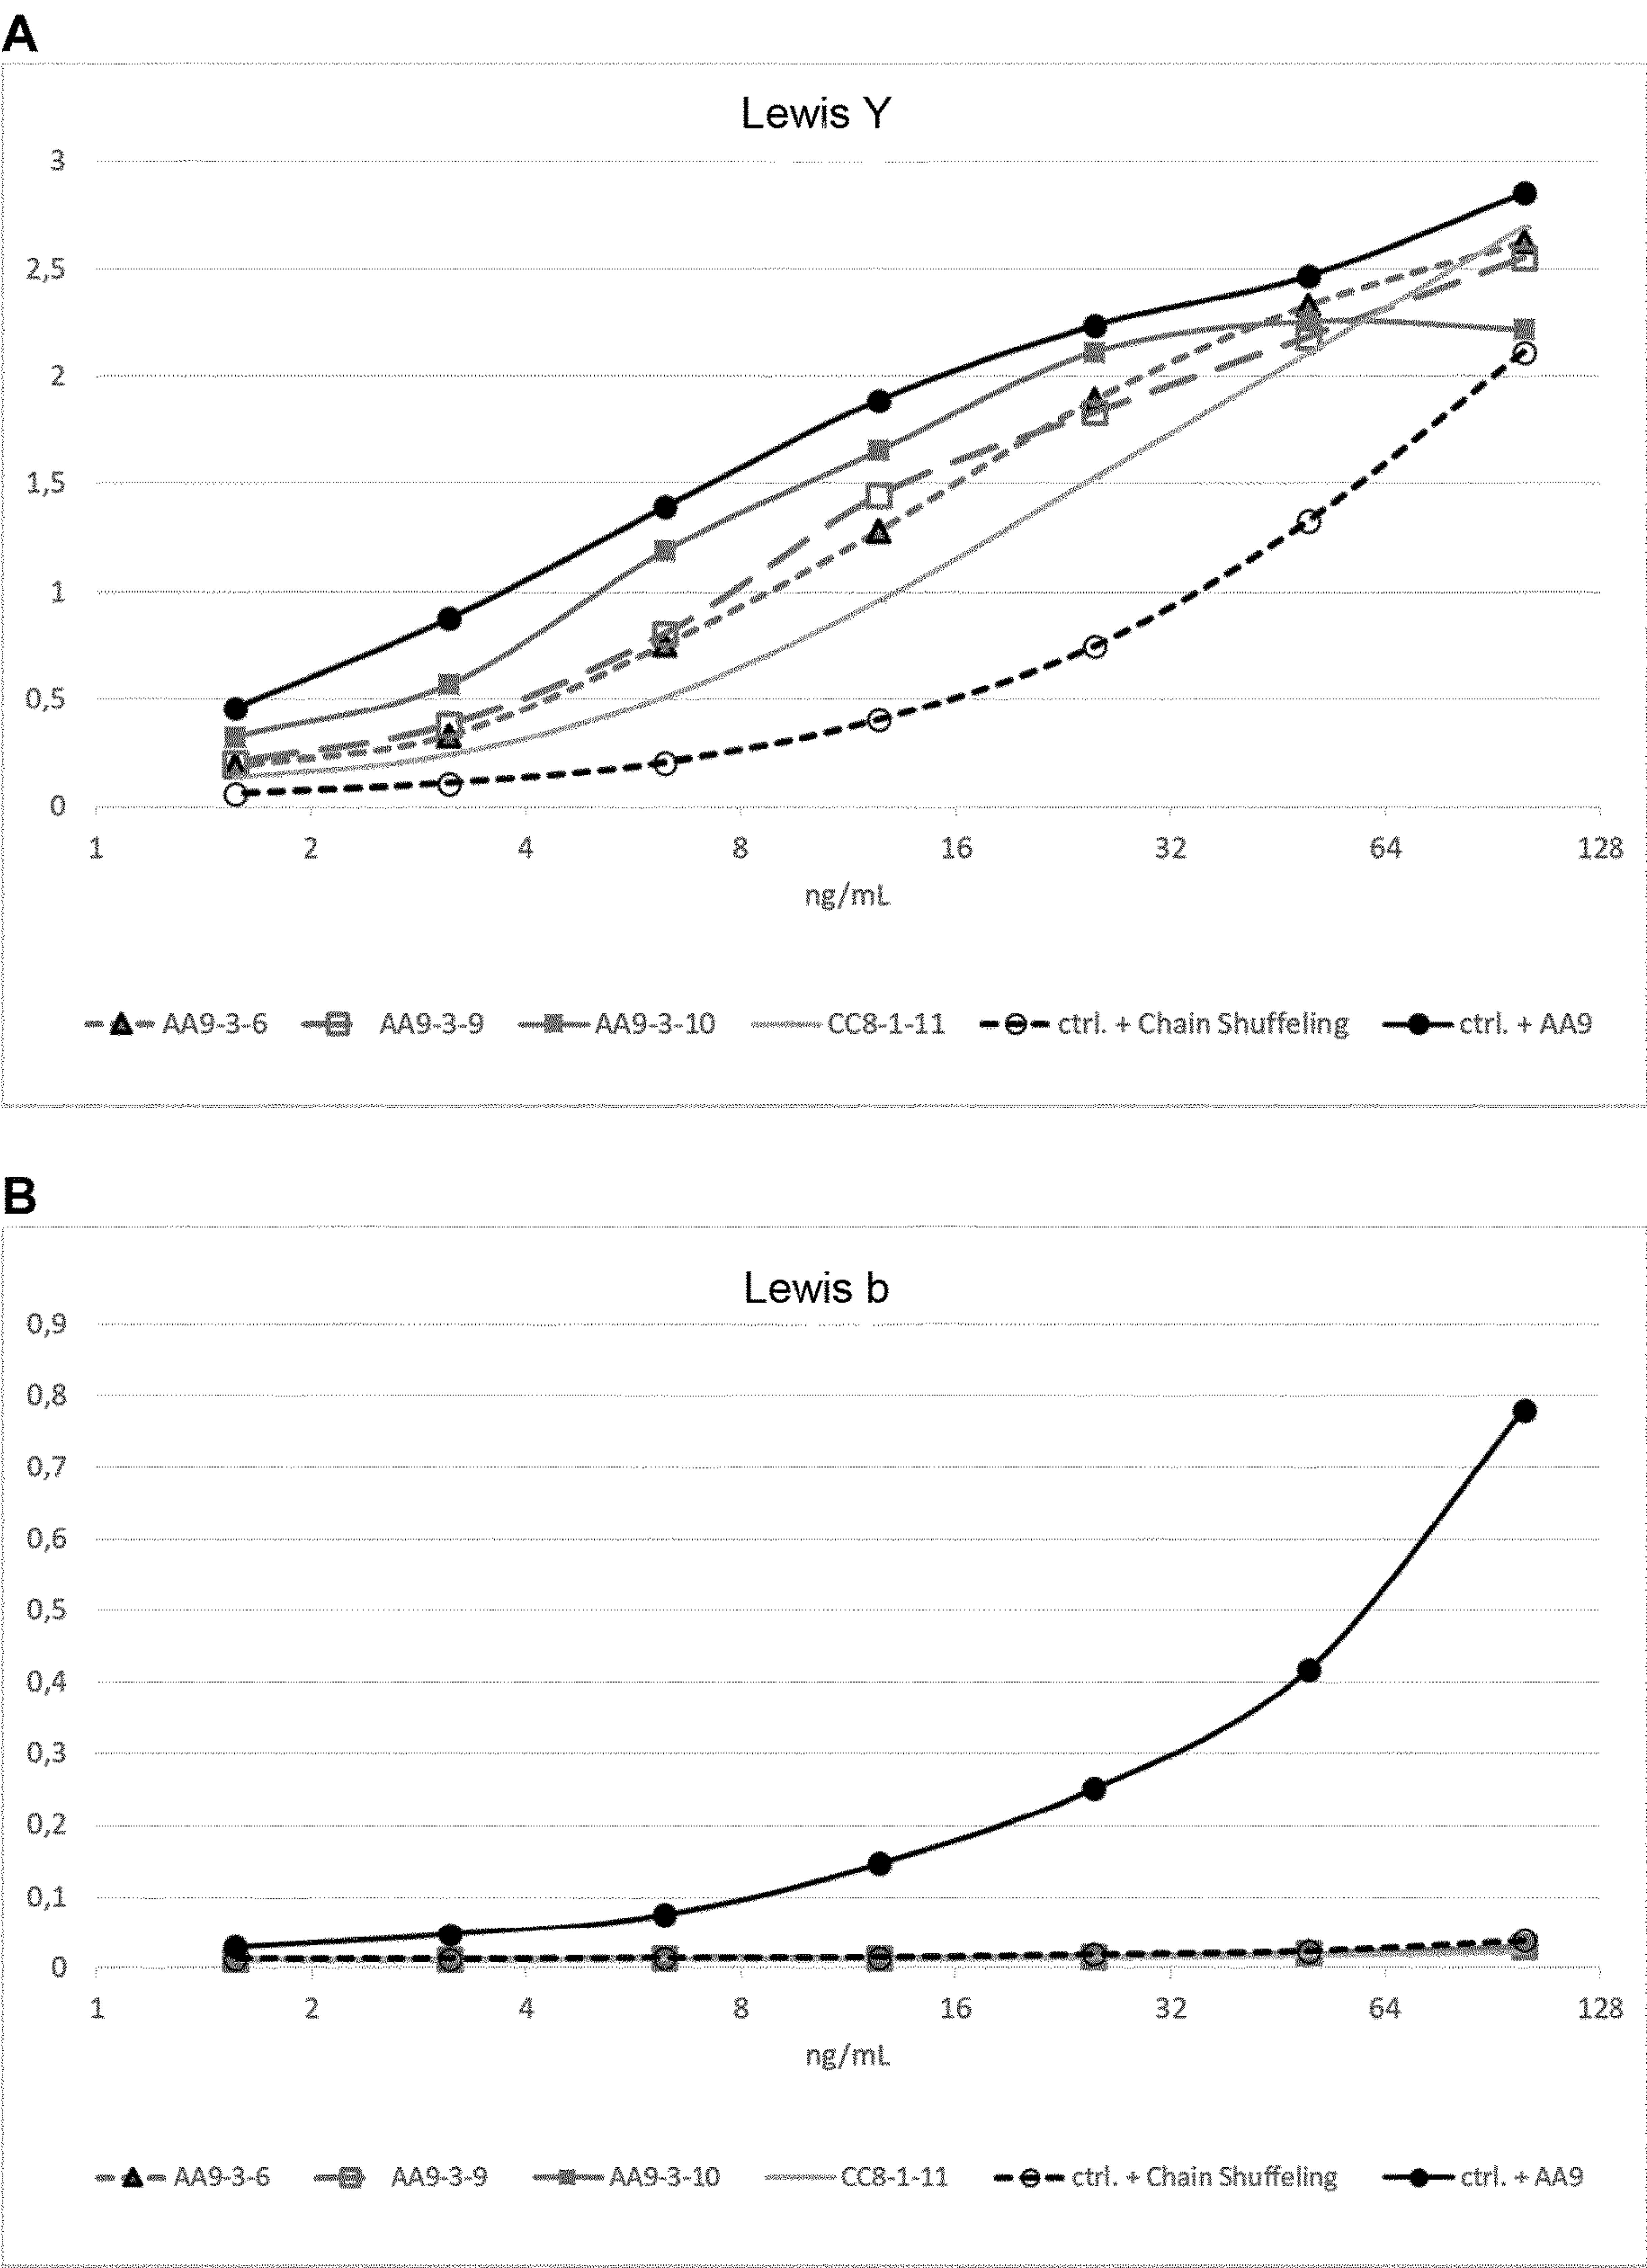 A
Lewis Y
3
2,5
2
1,5
1
0,5
0
1 2 4 8 16 32 64 128
ng/mL
AA9-3-6 AA9-3-9 AA9-3-10 CC8-1-11 ctrl. + Chain Shuffeling ctrl. + AA9
B
Lewis b
0,9
0,8
0,7
0,6
0,5
0,4
0,3
0,2
0,1
0
1 2 4 8 16 32 64 128
ng/mL
AA9-3-6 AA9-3-9 AA9-3-10 CC8-1-11 ctrl. + Chain Shuffeling ctrl. + AA9